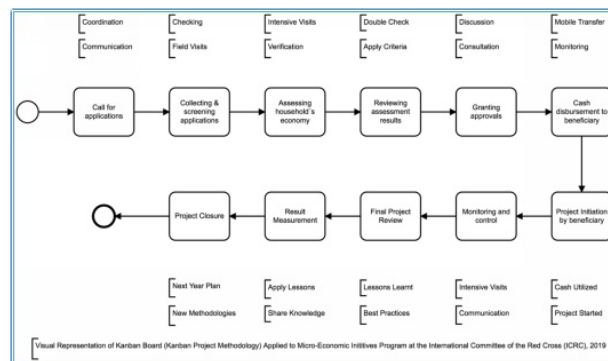 Coordination
Checking
Intensive Visits
Double Check
Discussion
Mobile Transfer
Communication
Field Visits
Verification
Apply Criteria
Consultation
Monitoring
Call for
applications
Collecting &
screening
applications
Assessing
household's
economy
Reviewing
assessment
results
Granting
approvals
Cash
disbursement to
beneficiary
Project Closure
Result
Measurement
Final Project
Review
Monitoring and
control
Project Initiation
by beneficiary
Next Year Plan
Apply Lessons
Lessons Learnt
Intensive Visits
Cash Utilized
New Methodologies
Share Knowledge
Best Practices
Communication
Project Started
Visual Representation of Kanban Board (Kanban Project Methodology) Applied to Micro-Economic Inititives Program at the International Committee of the Red Cross (ICRC), 2019